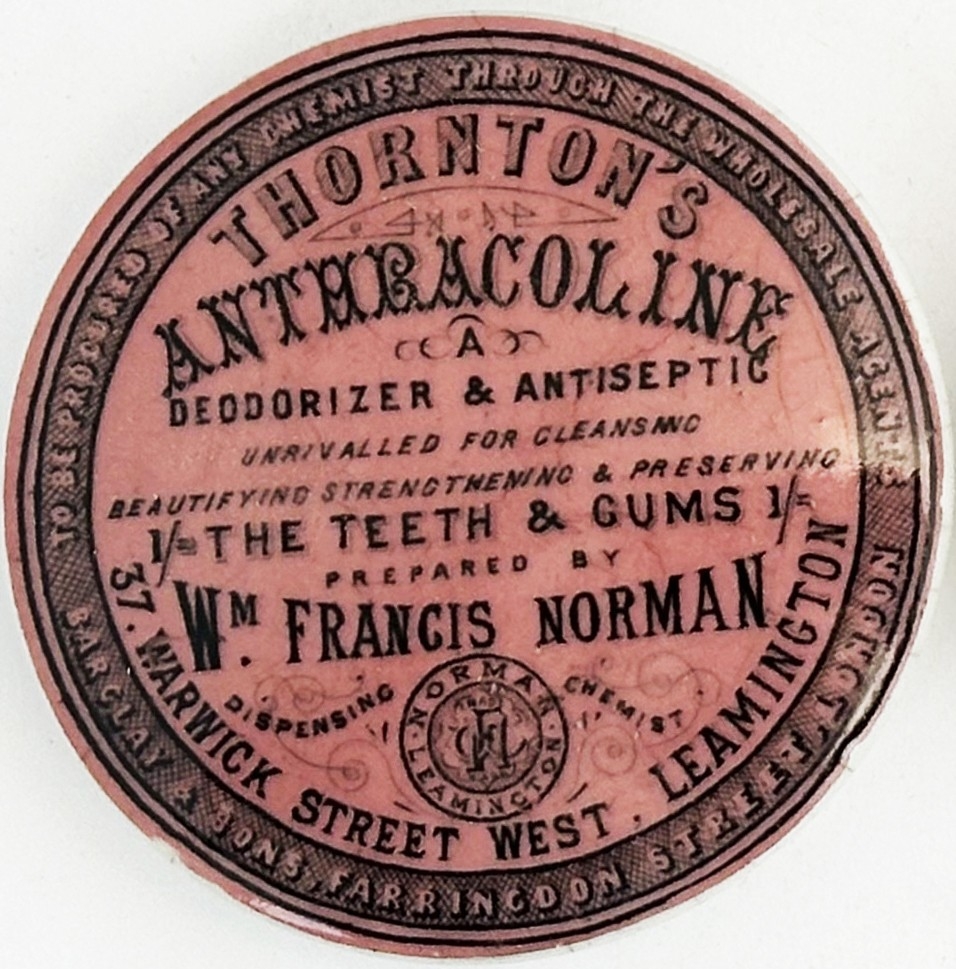 TO BE PROCURED OF ANY CHEMIST THROUGH THE WHOLESALE AGENTS
BARCLAY & SONS, FARRINGDON STREET, LONDON
THORNTON'S
ANTHRACOLINE
A
DEODORIZER & ANTISEPTIC
UNRIVALLED FOR CLEANSING
BEAUTIFYING STRENGTHENING & PRESERVING
1/= THE TEETH & GUMS 1/=
PREPARED BY
WM. FRANCIS NORMAN
DISPENSING CHEMIST
NORMAN
LEAMINGTON
37. WARWICK STREET WEST. LEAMINGTON